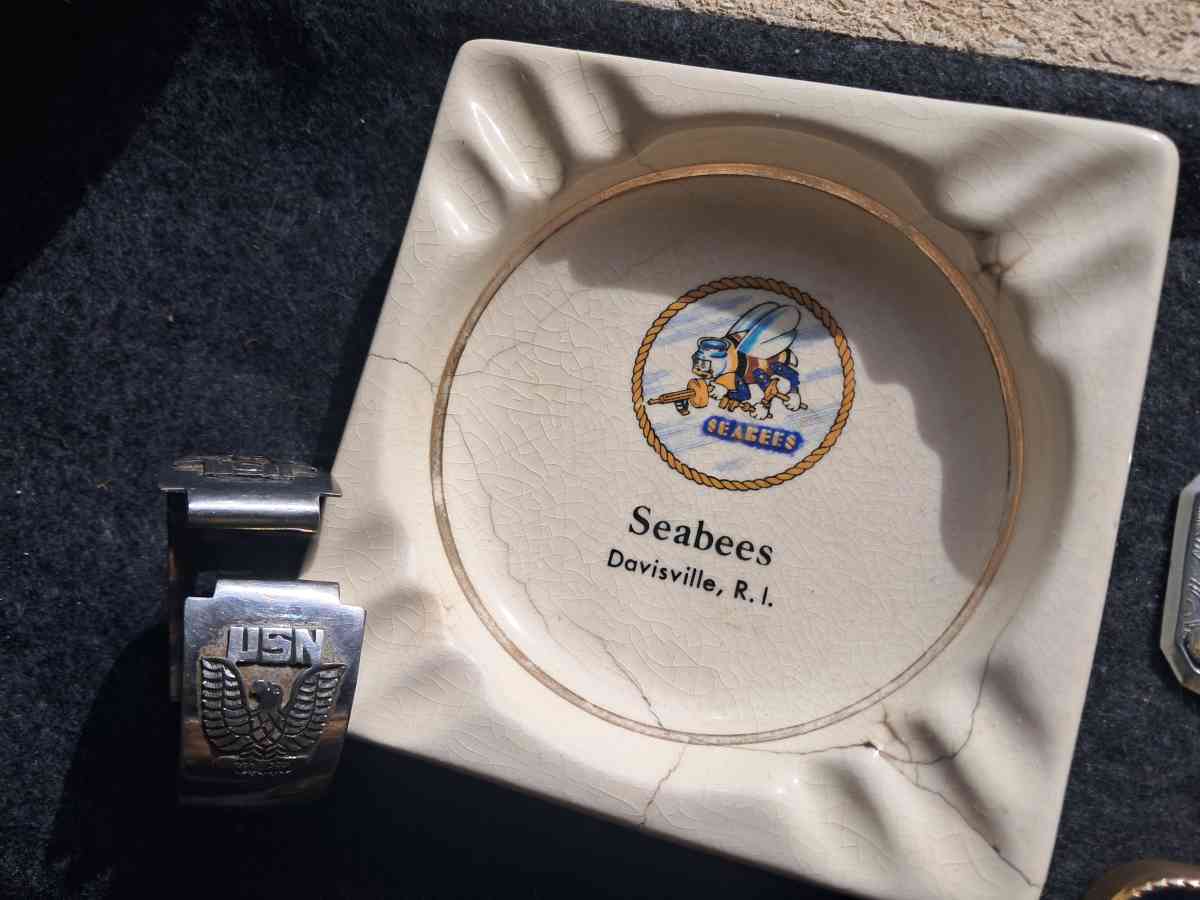 SEABEES
Seabees
Davisville, R. I.
USN